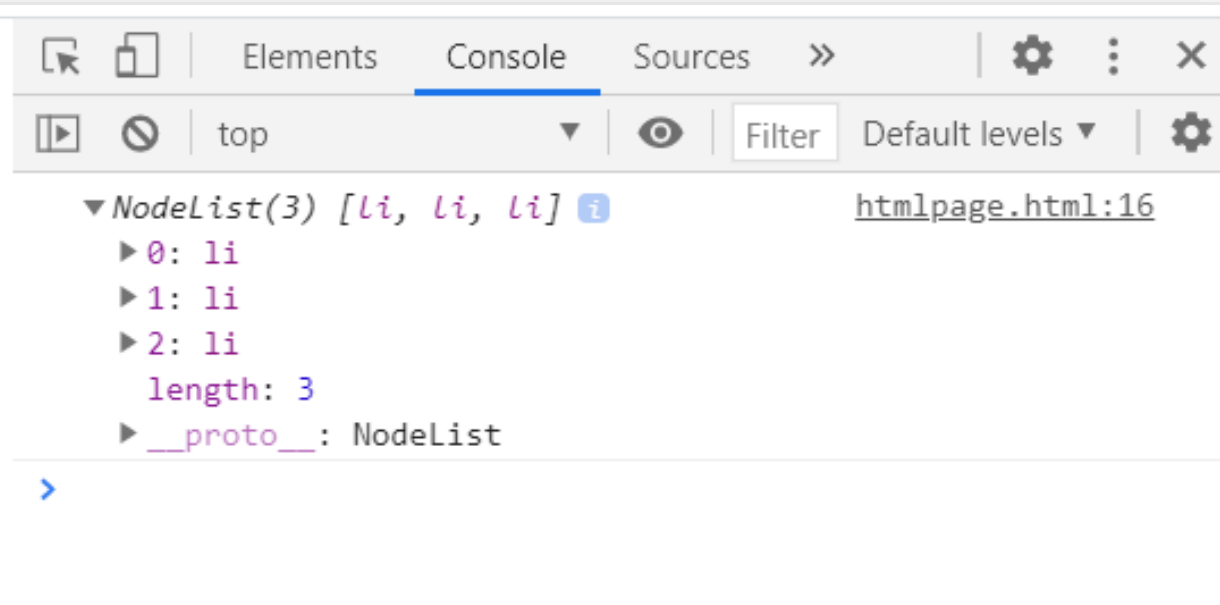 Elements Console Sources »
top ▼ Filter Default levels ▼
▼NodeList(3) [li, li, li] i htmlpage.html:16
▶0: li
▶1: li
▶2: li
length: 3
▶__proto__: NodeList
>